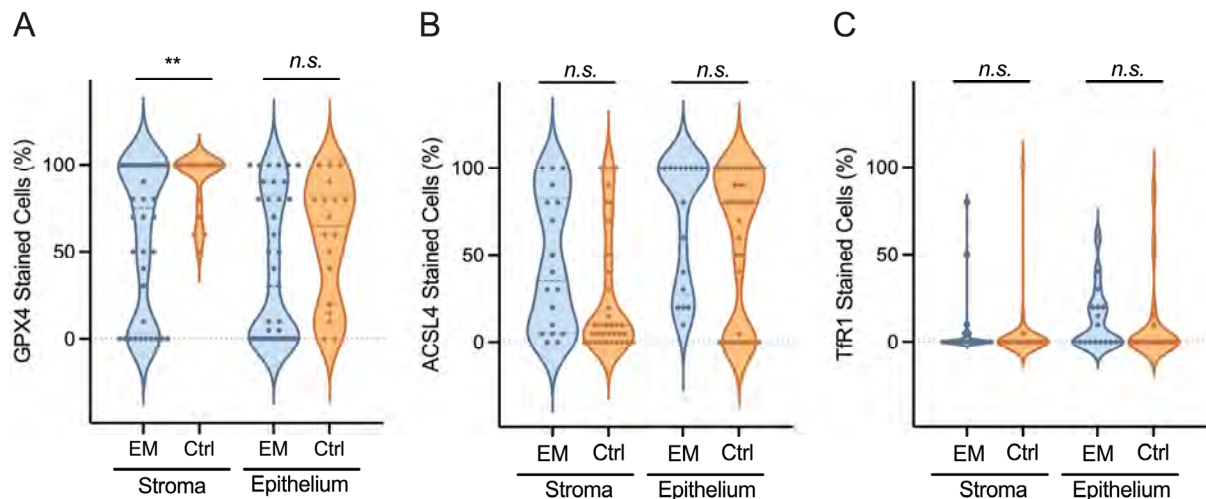 A
B
C
**
n.s.
n.s.
n.s.
n.s.
n.s.
GPX4 Stained Cells (%)
100
50
0
ACSL4 Stained Cells (%)
100
50
0
TfR1 Stained Cells (%)
100
50
0
EM Ctrl EM Ctrl
Stroma Epithelium
EM Ctrl EM Ctrl
Stroma Epithelium
EM Ctrl EM Ctrl
Stroma Epithelium